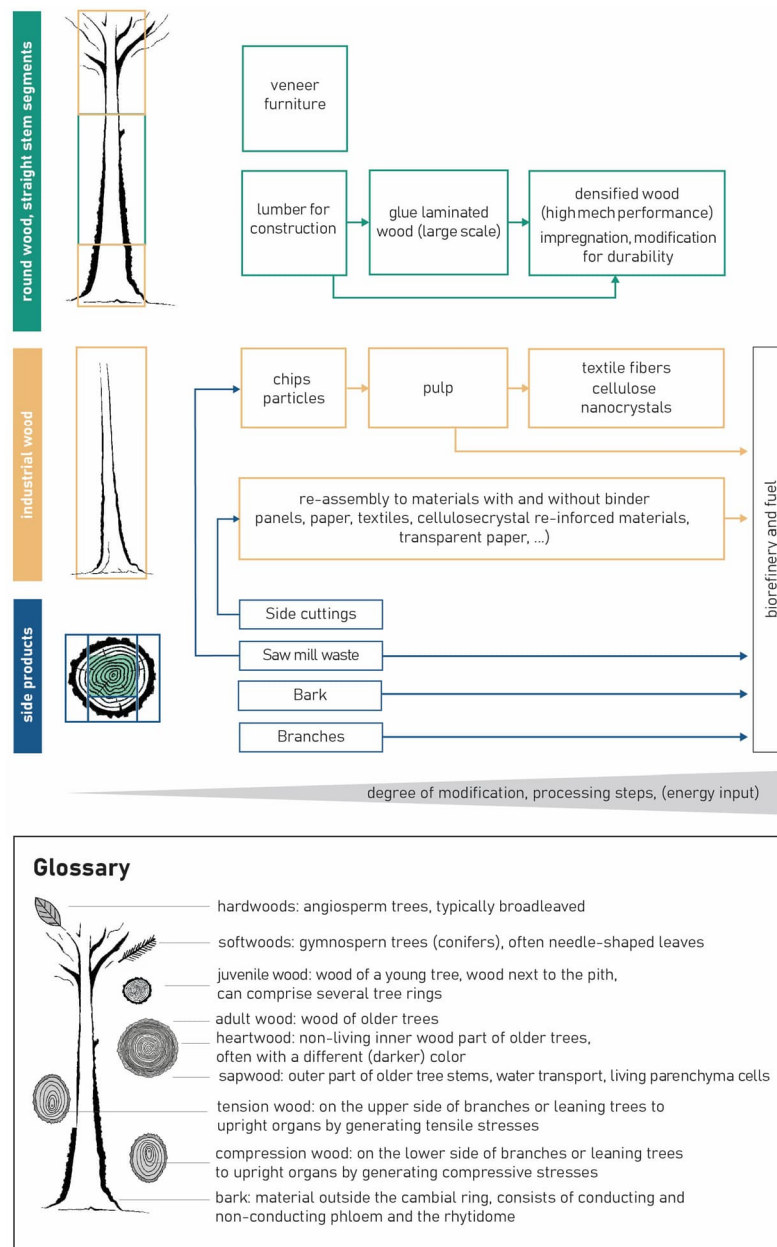 round wood, straight stem segments
veneer
furniture
lumber for
construction
glue laminated
wood (large scale)
densified wood
(high mech performance)
impregnation, modification
for durability
industrial wood
chips
particles
pulp
textile fibers
cellulose
nanocrystals
re-assembly to materials with and without binder
panels, paper, textiles, cellulosecrystal re-inforced materials,
transparent paper, ...)
biorefinery and fuel
side products
Side cuttings
Saw mill waste
Bark
Branches
degree of modification, processing steps, (energy input)
Glossary
hardwoods: angiosperm trees, typically broadleaved
softwoods: gymnospern trees (conifers), often needle-shaped leaves
juvenile wood: wood of a young tree, wood next to the pith,
can comprise several tree rings
adult wood: wood of older trees
heartwood: non-living inner wood part of older trees,
often with a different (darker) color
sapwood: outer part of older tree stems, water transport, living parenchyma cells
tension wood: on the upper side of branches or leaning trees to
upright organs by generating tensile stresses
compression wood: on the lower side of branches or leaning trees
to upright organs by generating compressive stresses
bark: material outside the cambial ring, consists of conducting and
non-conducting phloem and the rhytidome